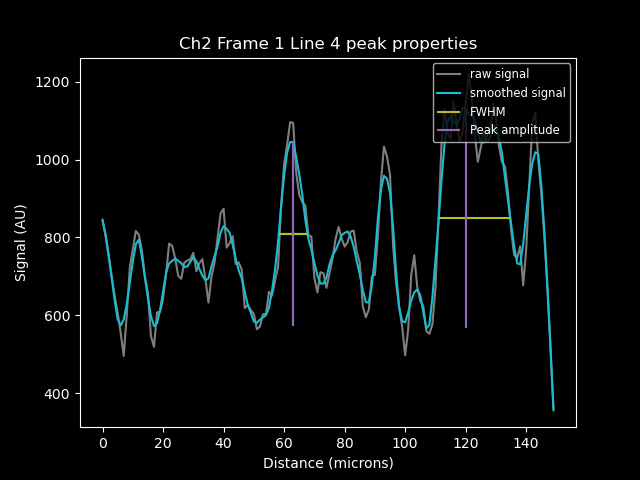 Ch2 Frame 1 Line 4 peak properties
raw signal
smoothed signal
FWHM
Peak amplitude
Signal (AU)
1200
1000
800
600
400
0 20 40 60 80 100 120 140
Distance (microns)